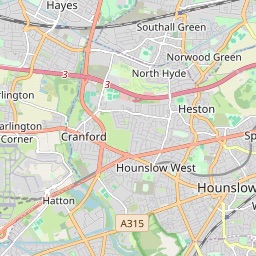 Hayes
Southall Green
Norwood Green
3
North Hyde
3
lington
Heston
arlington
Corner
Cranford
Sp
Hounslow West
Hounslow
Hatton
W
A315